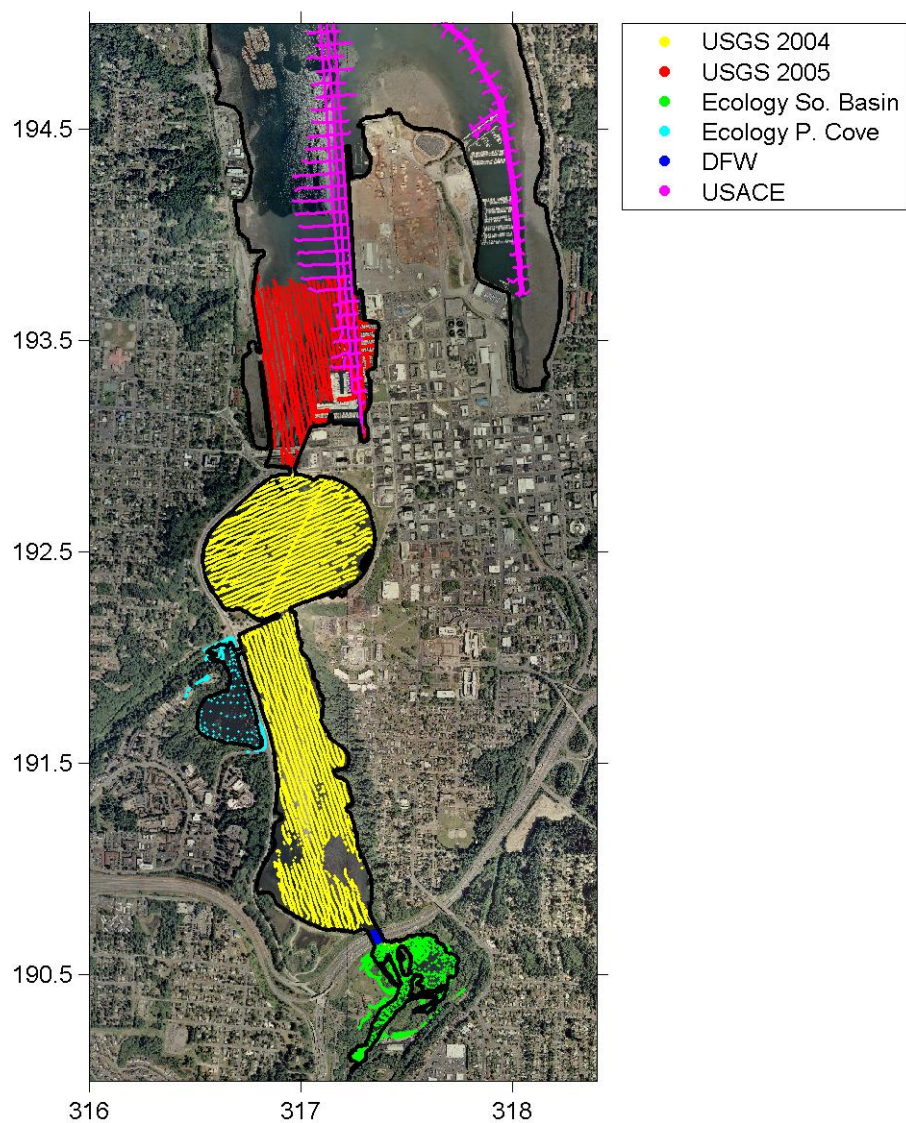 USGS 2004
USGS 2005
Ecology So. Basin
Ecology P. Cove
DFW
USACE
194.5
193.5
192.5
191.5
190.5
316
317
318